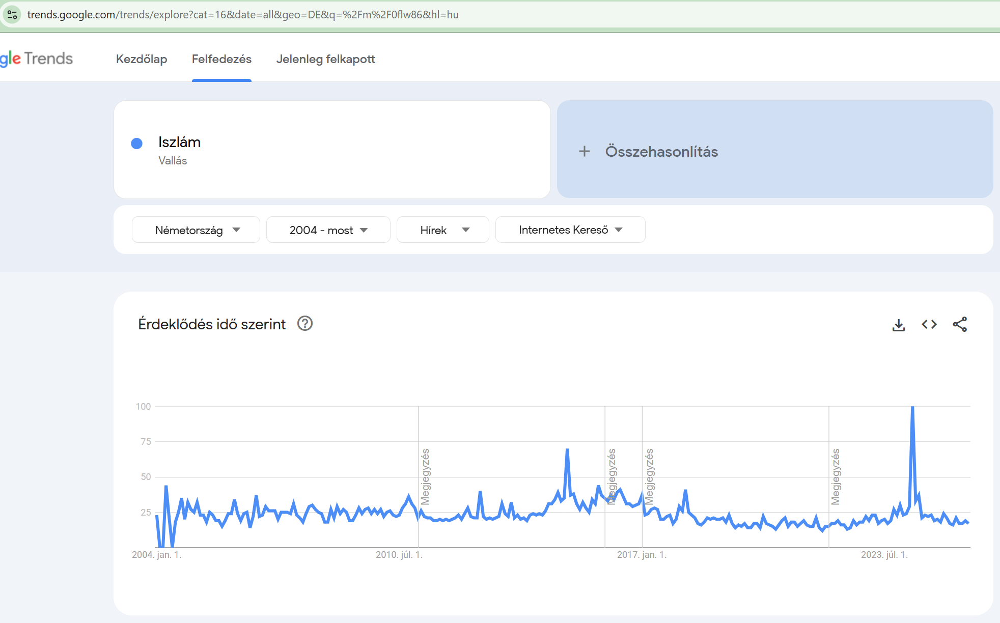 trends.google.com/trends/explore?cat=16&date=all&geo=DE&q=%2Fm%2F0flw86&hl=hu
gle Trends
Kezdőlap
Felfedezés
Jelenleg felkapott
Iszlám
Vallás
+ Összehasonlítás
Németország
2004 - most
Hírek
Internetes Kereső
Érdeklődés idő szerint
100
75
50
25
Megjegyzés
Megjegyzés
Megjegyzés
Megjegyzés
2004. jan. 1.
2010. júl. 1.
2017. jan. 1.
2023. júl. 1.